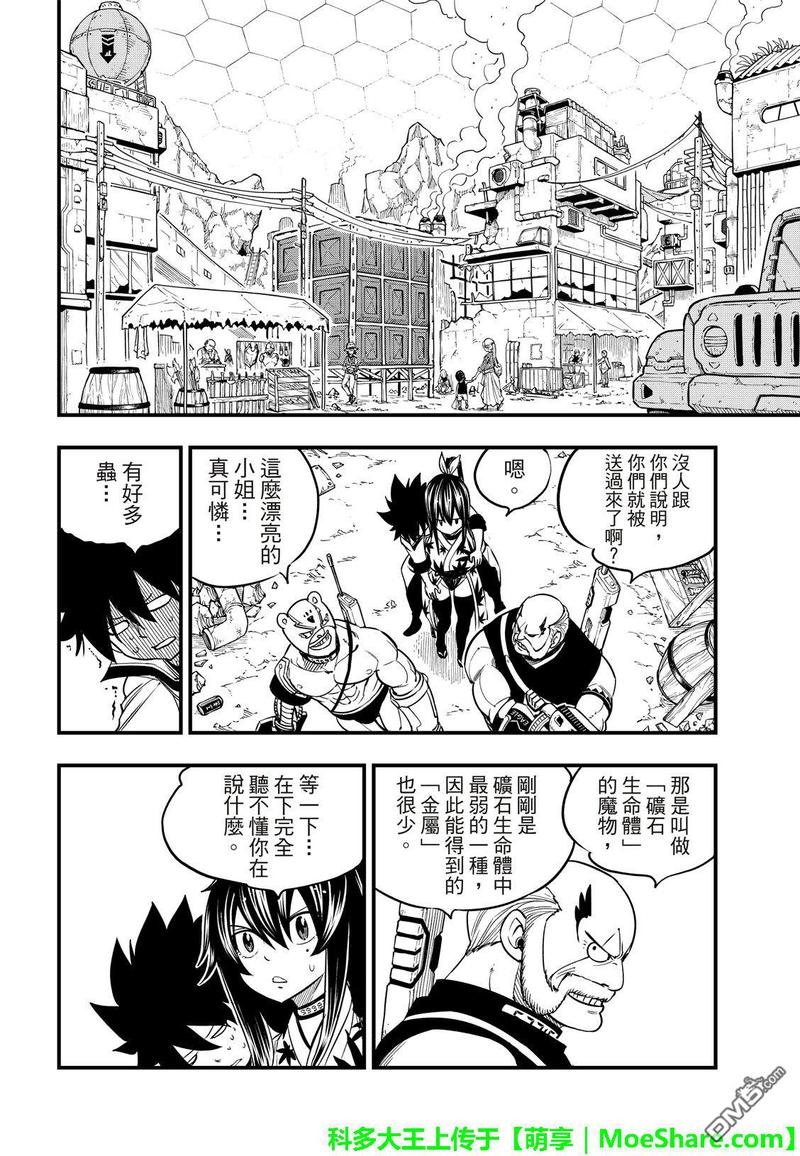 沒人跟
你們說明，
你們就被
送過來了啊？
嗯。
這麼漂亮的
小姐…
真可憐…
有好多
蟲…
那是叫做
「礦石
生命體」
的魔物，
剛剛是
礦石生命體中
最弱的一種，
因此能得到的
「金屬」
也很少。
等一下…
在下完全
聽不懂你在
說什麼。
EAGLE
DM5.com
科多大王上传于【萌享｜MoeShare.com】